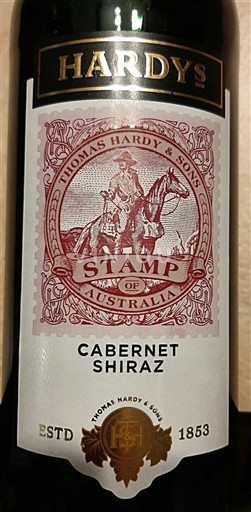 HARDYS
THOMAS HARDY & SONS
STAMP
OF
AUSTRALIA
CABERNET
SHIRAZ
THOMAS HARDY & SONS
ESTD
1853